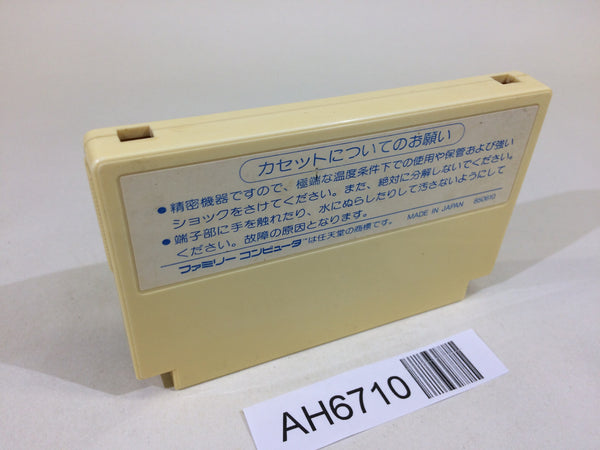 カセットについてのお願い
●精密機器ですので、極端な温度条件下での使用や保管および強い
ショックをさけてください。また、絶対に分解しないでください。
●端子部に手を触れたり、水にぬらしたりして汚さないようにして
ください。故障の原因となります。
ファミリーコンピュータは任天堂の商標です。 MADE IN JAPAN 850610
AH6710